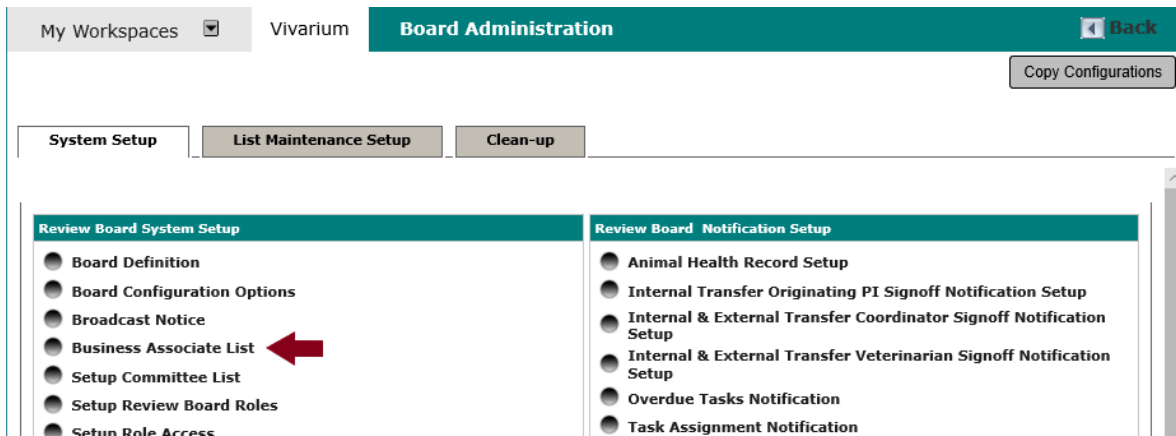 My Workspaces
Vivarium
Board Administration
Back
Copy Configurations
System Setup
List Maintenance Setup
Clean-up
Review Board System Setup
Board Definition
Board Configuration Options
Broadcast Notice
Business Associate List
Setup Committee List
Setup Review Board Roles
Setup Role Access
Review Board Notification Setup
Animal Health Record Setup
Internal Transfer Originating PI Signoff Notification Setup
Internal & External Transfer Coordinator Signoff Notification
Setup
Internal & External Transfer Veterinarian Signoff Notification
Setup
Overdue Tasks Notification
Task Assignment Notification